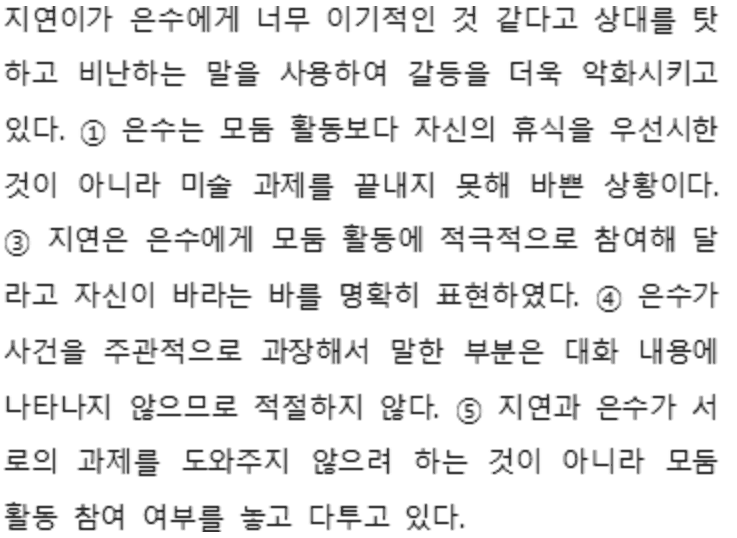 지연이가 은수에게 너무 이기적인 것 같다고 상대를 탓
하고 비난하는 말을 사용하여 갈등을 더욱 악화시키고
있다. ① 은수는 모둠 활동보다 자신의 휴식을 우선시한
것이 아니라 미술 과제를 끝내지 못해 바쁜 상황이다.
③ 지연은 은수에게 모둠 활동에 적극적으로 참여해 달
라고 자신이 바라는 바를 명확히 표현하였다. ④ 은수가
사건을 주관적으로 과장해서 말한 부분은 대화 내용에
나타나지 않으므로 적절하지 않다. ⑤ 지연과 은수가 서
로의 과제를 도와주지 않으려 하는 것이 아니라 모둠
활동 참여 여부를 놓고 다투고 있다.